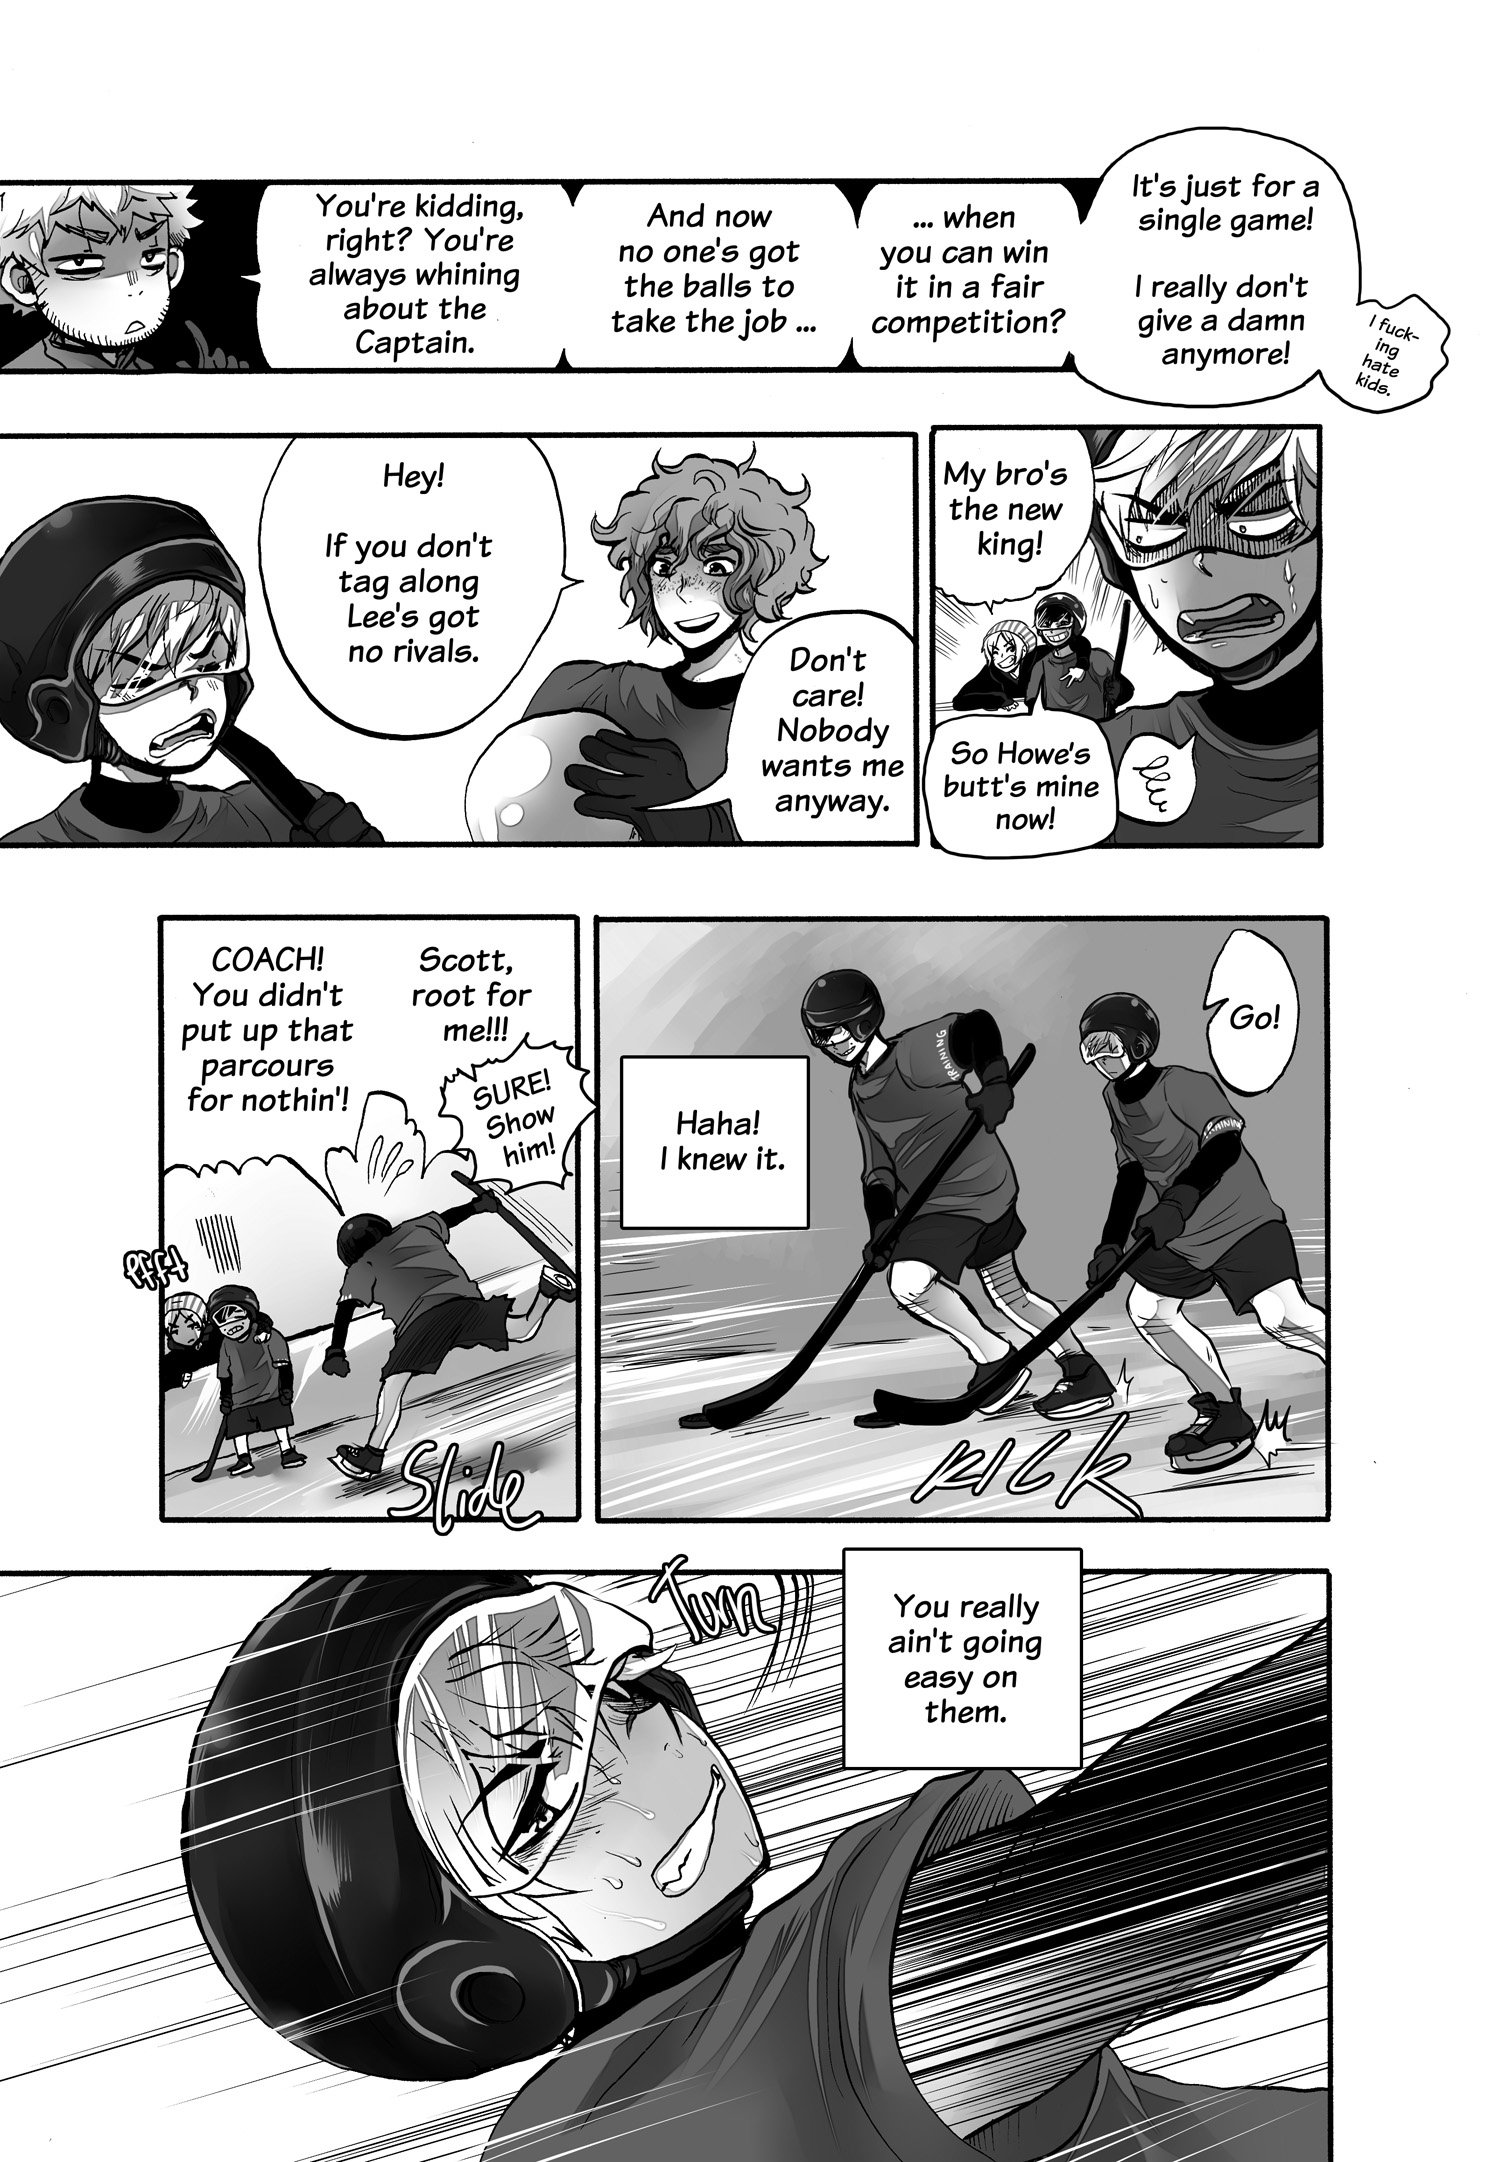 You're kidding,
right? You're
always whining
about the
Captain.
And now
no one's got
the balls to
take the job ...
... when
you can win
it in a fair
competition?
It's just for a
single game!
I really don't
give a damn
anymore!
I fuck-
ing
hate
kids.
Hey!
If you don't
tag along
Lee's got
no rivals.
Don't
care!
Nobody
wants me
anyway.
My bro's
the new
king!
So Howe's
butt's mine
now!
COACH!
You didn't
put up that
parcours
for nothin'!
Scott,
root for
me!!!
SURE!
Show
him!
PFFt
Slide
Haha!
I knew it.
TRAINING
TRAINING
Go!
KICK
Turn
You really
ain't going
easy on
them.